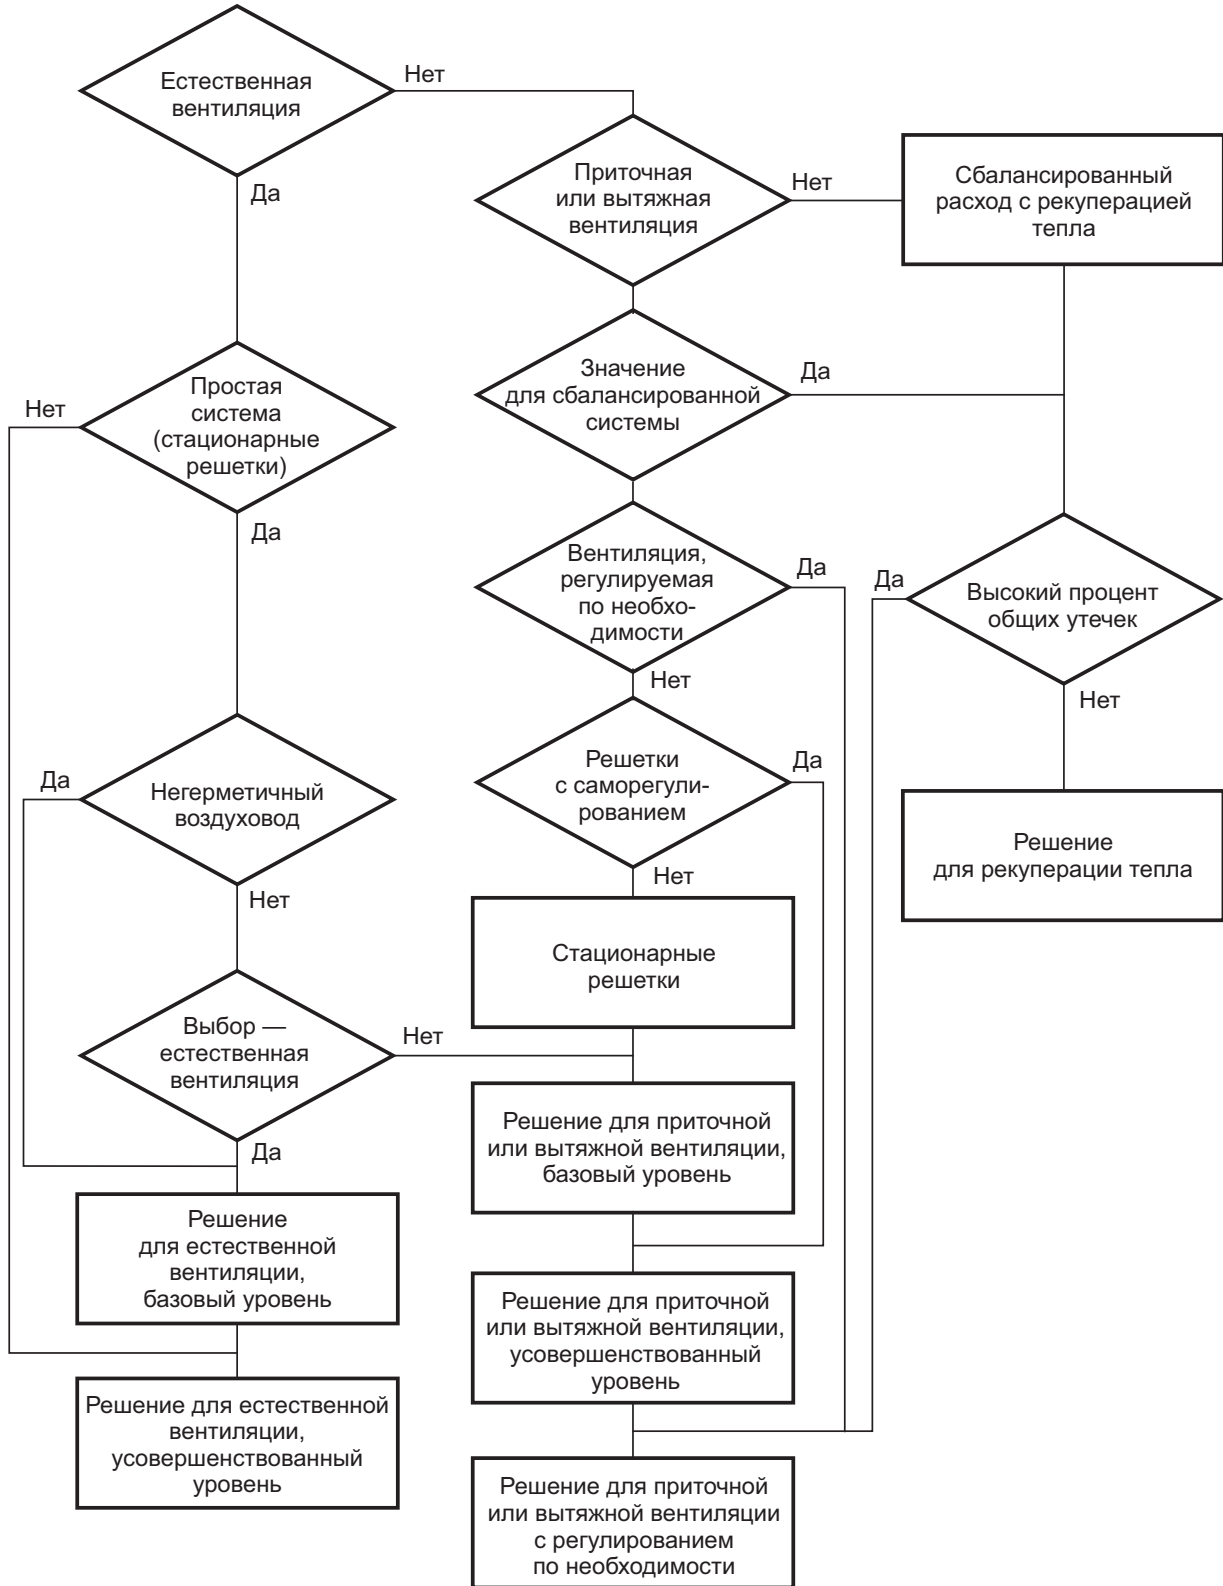 Естественная
вентиляция
Нет
Да
Приточная
или вытяжная
вентиляция
Нет
Сбалансированный
расход с рекуперацией
тепла
Простая
система
(стационарные
решетки)
Нет
Да
Значение
для сбалансированной
системы
Да
Вентиляция,
регулируемая
по необхо-
димости
Да
Нет
Да
Высокий процент
общих утечек
Нет
Решетки
с саморегули-
рованием
Да
Нет
Да
Негерметичный
воздуховод
Нет
Решение
для рекуперации тепла
Стационарные
решетки
Выбор —
естественная
вентиляция
Нет
Да
Решение для приточной
или вытяжной вентиляции,
базовый уровень
Решение
для естественной
вентиляции,
базовый уровень
Решение для приточной
или вытяжной вентиляции,
усовершенствованный
уровень
Решение для естественной
вентиляции,
усовершенствованный
уровень
Решение для приточной
или вытяжной вентиляции
с регулированием
по необходимости